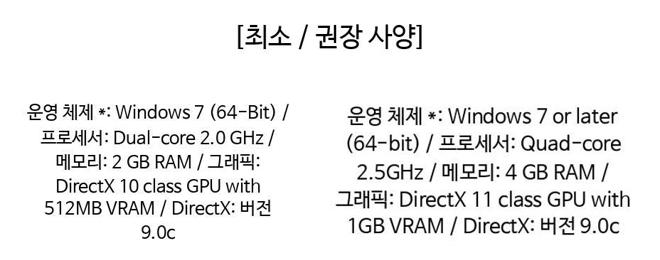 [최소 / 권장 사양]
운영 체제 *: Windows 7 (64-Bit) /
프로세서: Dual-core 2.0 GHz /
메모리: 2 GB RAM / 그래픽:
DirectX 10 class GPU with
512MB VRAM / DirectX: 버전
9.0c
운영 체제 *: Windows 7 or later
(64-bit) / 프로세서: Quad-core
2.5GHz / 메모리: 4 GB RAM /
그래픽: DirectX 11 class GPU with
1GB VRAM / DirectX: 버전 9.0c